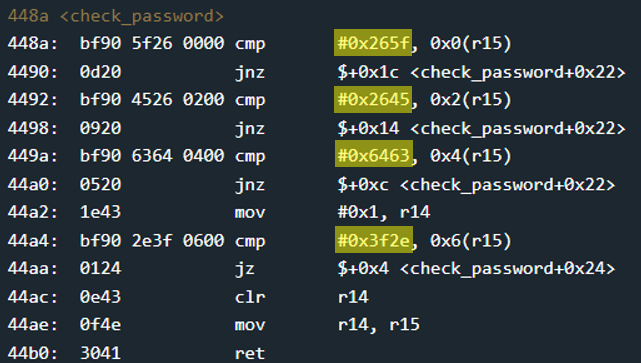 448a <check_password>
448a: bf90 5f26 0000 cmp #0x265f, 0x0(r15)
4490: 0d20 jnz $+0x1c <check_password+0x22>
4492: bf90 4526 0200 cmp #0x2645, 0x2(r15)
4498: 0920 jnz $+0x14 <check_password+0x22>
449a: bf90 6364 0400 cmp #0x6463, 0x4(r15)
44a0: 0520 jnz $+0xc <check_password+0x22>
44a2: 1e43 mov #0x1, r14
44a4: bf90 2e3f 0600 cmp #0x3f2e, 0x6(r15)
44aa: 0124 jz $+0x4 <check_password+0x24>
44ac: 0e43 clr r14
44ae: 0f4e mov r14, r15
44b0: 3041 ret